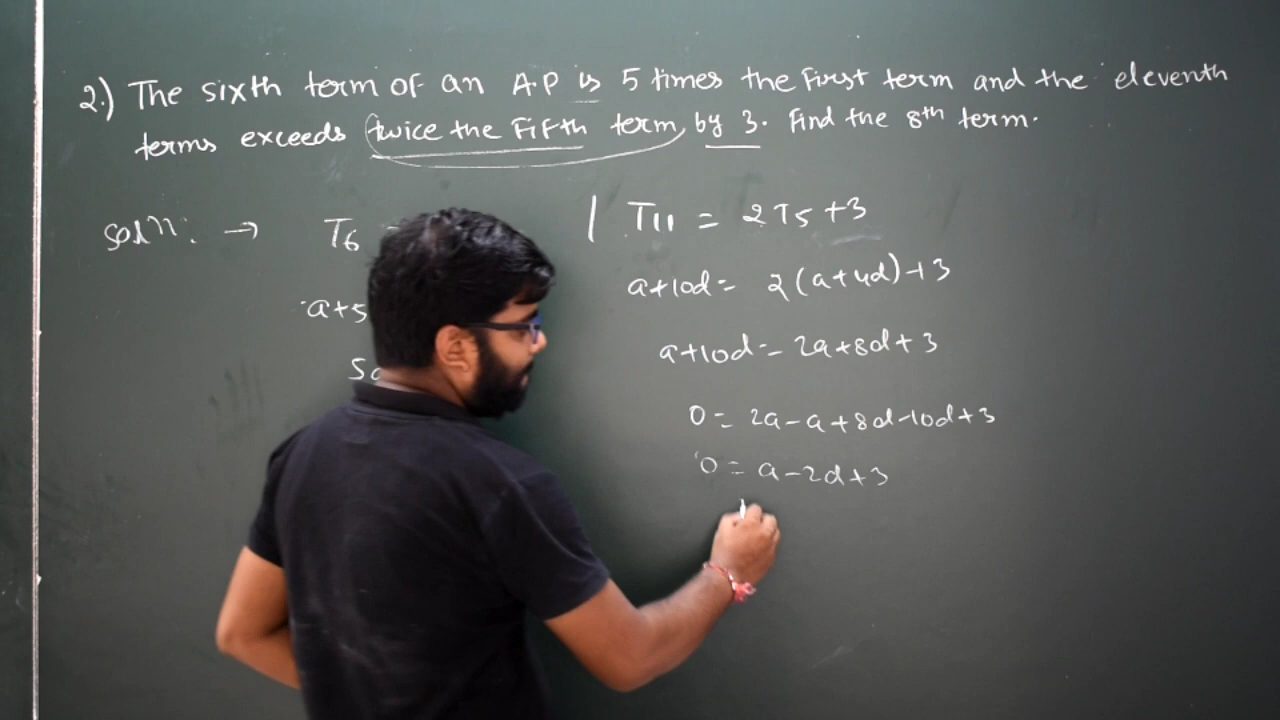 2.) The sixth term of an A.P is 5 times the first term and the eleventh
terms exceeds twice the Fifth term, by 3. Find the 8th term.
Solⁿ: → T6
a+5
5a
T11 = 2T5+3
a+10d = 2(a+4d)+3
a+10d = 2a+8d+3
0 = 2a-a+8d-10d+3
0 = a-2d+3